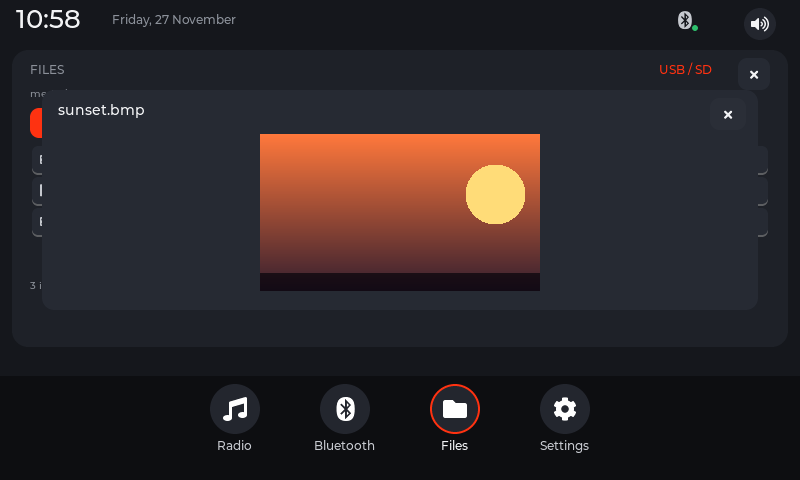 10:58
Friday, 27 November
FILES
USB / SD
sunset.bmp
Radio
Bluetooth
Files
Settings